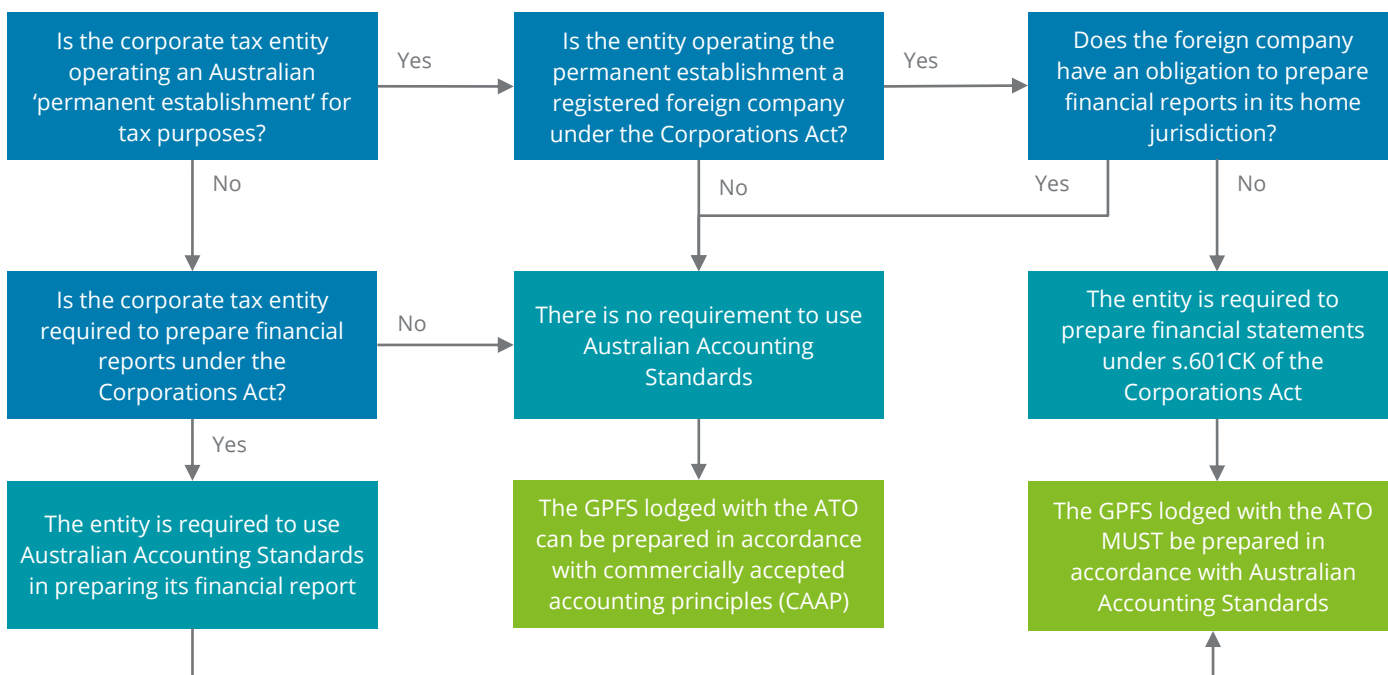 Is the corporate tax entity
operating an Australian
‘permanent establishment’ for
tax purposes?
Yes
Is the entity operating the
permanent establishment a
registered foreign company
under the Corporations Act?
Yes
Does the foreign company
have an obligation to prepare
financial reports in its home
jurisdiction?
No
No
Yes
No
Is the corporate tax entity
required to prepare financial
reports under the
Corporations Act?
No
There is no requirement to use
Australian Accounting
Standards
The entity is required to
prepare financial statements
under s.601CK of the
Corporations Act
Yes
The entity is required to use
Australian Accounting Standards
in preparing its financial report
The GPFS lodged with the ATO
can be prepared in accordance
with commercially accepted
accounting principles (CAAP)
The GPFS lodged with the ATO
MUST be prepared in
accordance with Australian
Accounting Standards